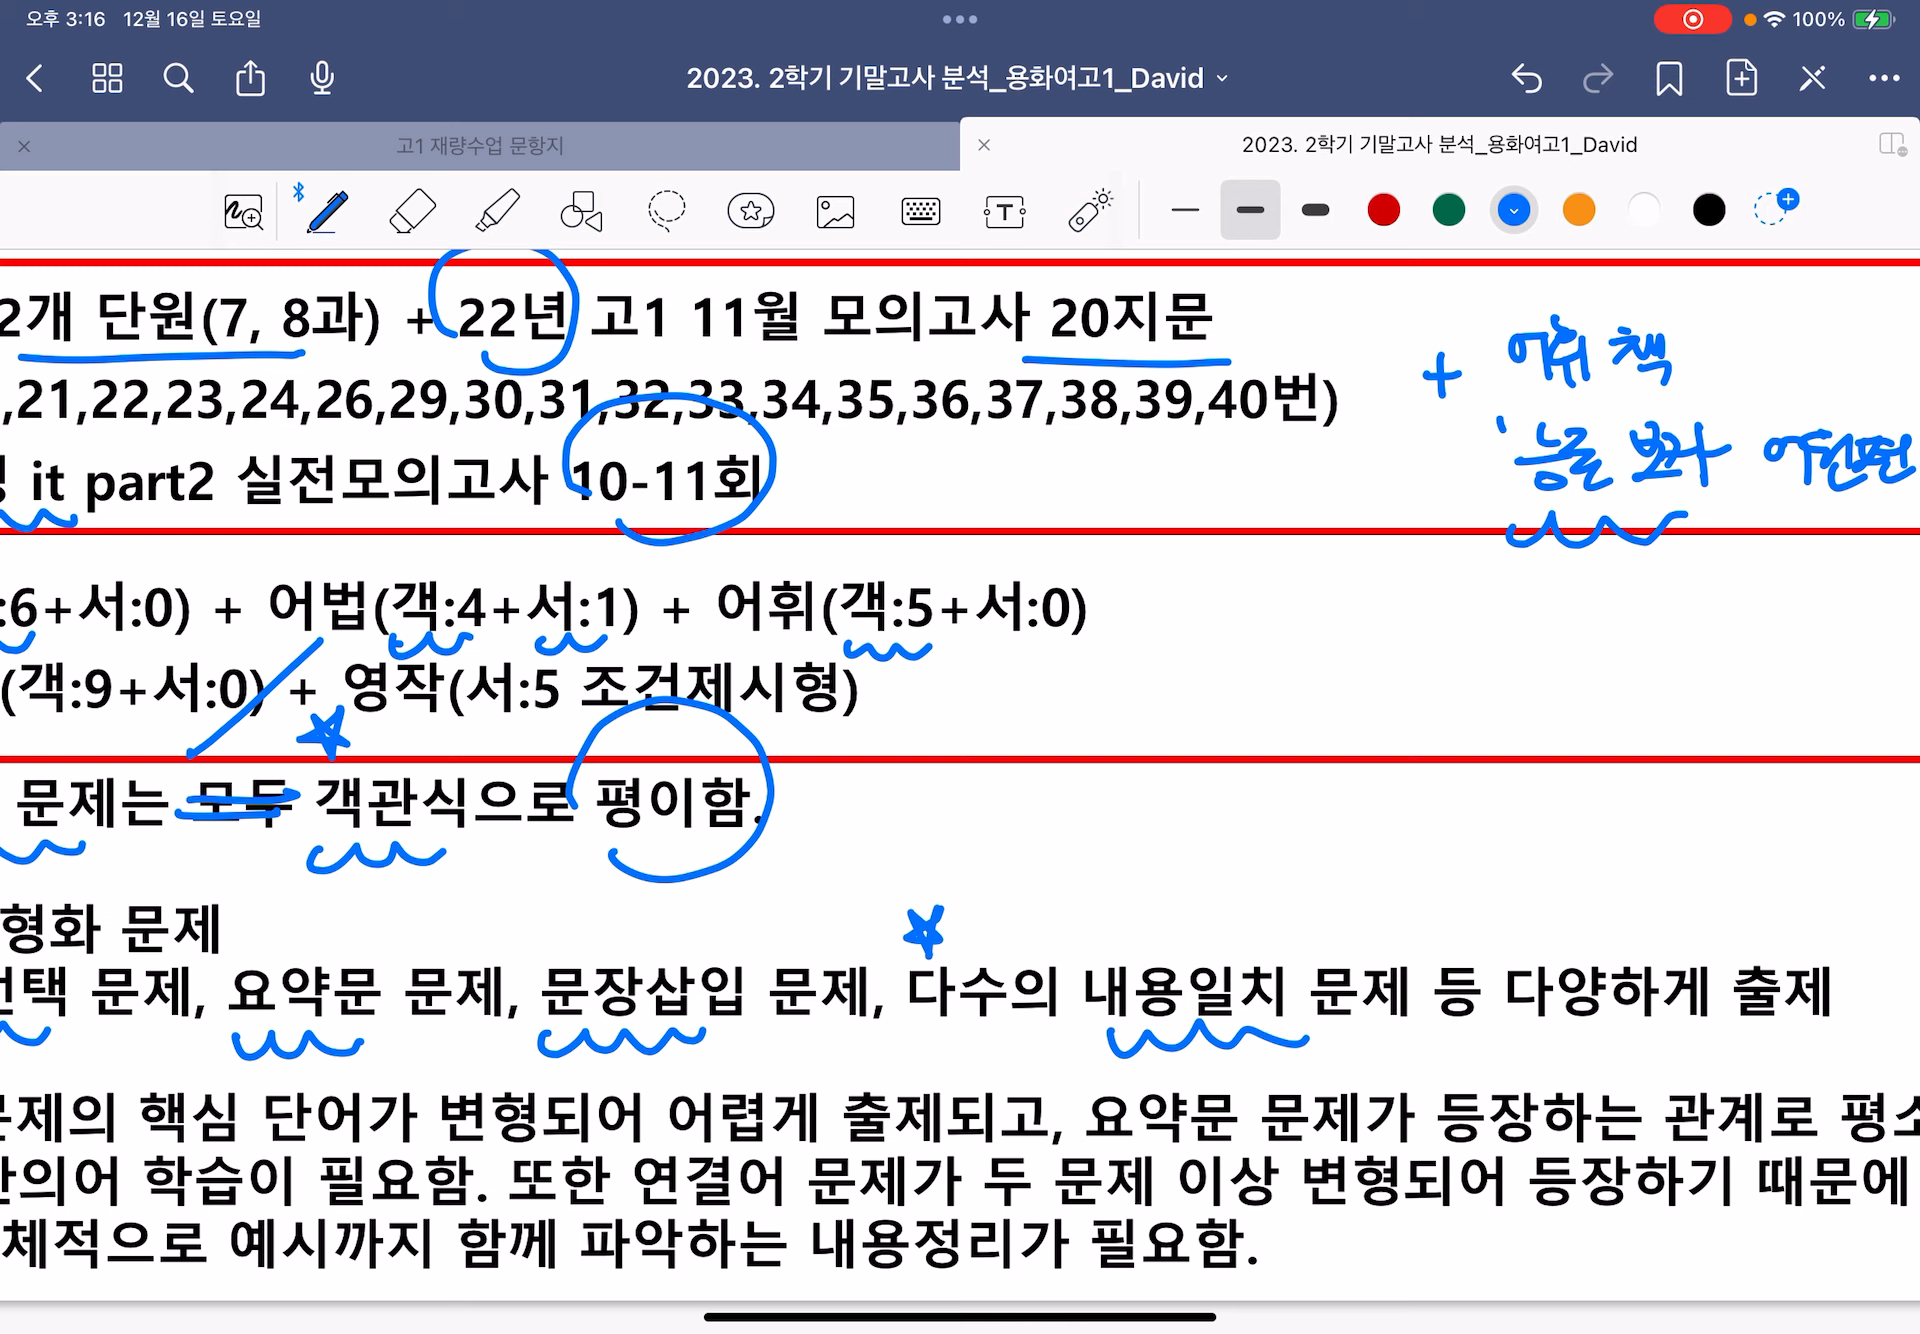 오후 3:16 12월 16일 토요일
100%
2023. 2학기 기말고사 분석_용화여고1_David
고1 재량수업 문항지
2023. 2학기 기말고사 분석_용화여고1_David
2개 단원(7, 8과) + 22년 고1 11월 모의고사 20지문
,21,22,23,24,26,29,30,31,32,33,34,35,36,37,38,39,40번)
it part2 실전모의고사 10-11회
+ 어휘 책
능률 보카 어원편
:6+서:0) + 어법(객:4+서:1) + 어휘(객:5+서:0)
(객:9+서:0) + 영작(서:5 조건제시형)
문제는 모두 객관식으로 평이함.
형화 문제
선택 문제, 요약문 문제, 문장삽입 문제, 다수의 내용일치 문제 등 다양하게 출제
문제의 핵심 단어가 변형되어 어렵게 출제되고, 요약문 문제가 등장하는 관계로 평소
반의어 학습이 필요함. 또한 연결어 문제가 두 문제 이상 변형되어 등장하기 때문에
체적으로 예시까지 함께 파악하는 내용정리가 필요함.